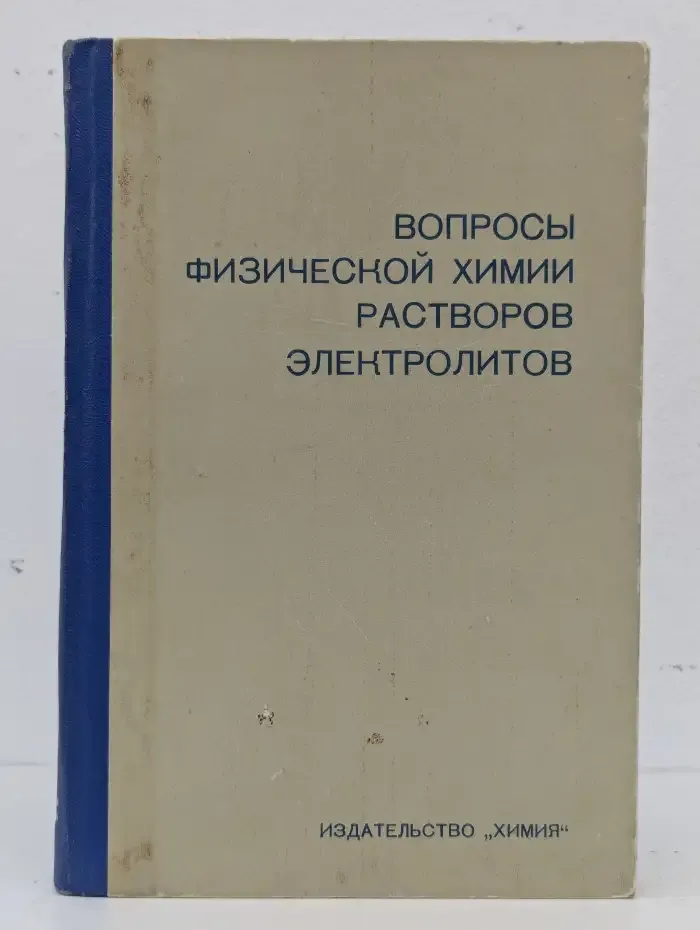 ВОПРОСЫ
ФИЗИЧЕСКОЙ ХИМИИ
РАСТВОРОВ
ЭЛЕКТРОЛИТОВ
ИЗДАТЕЛЬСТВО „ХИМИЯ“